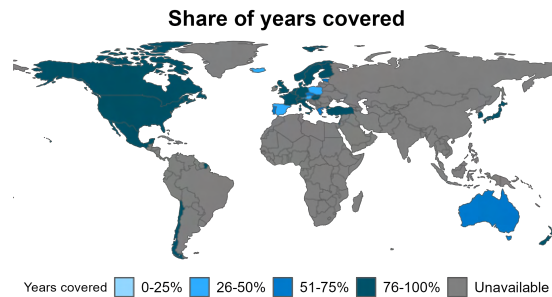 Share of years covered
Years covered 0-25% 26-50% 51-75% 76-100% Unavailable